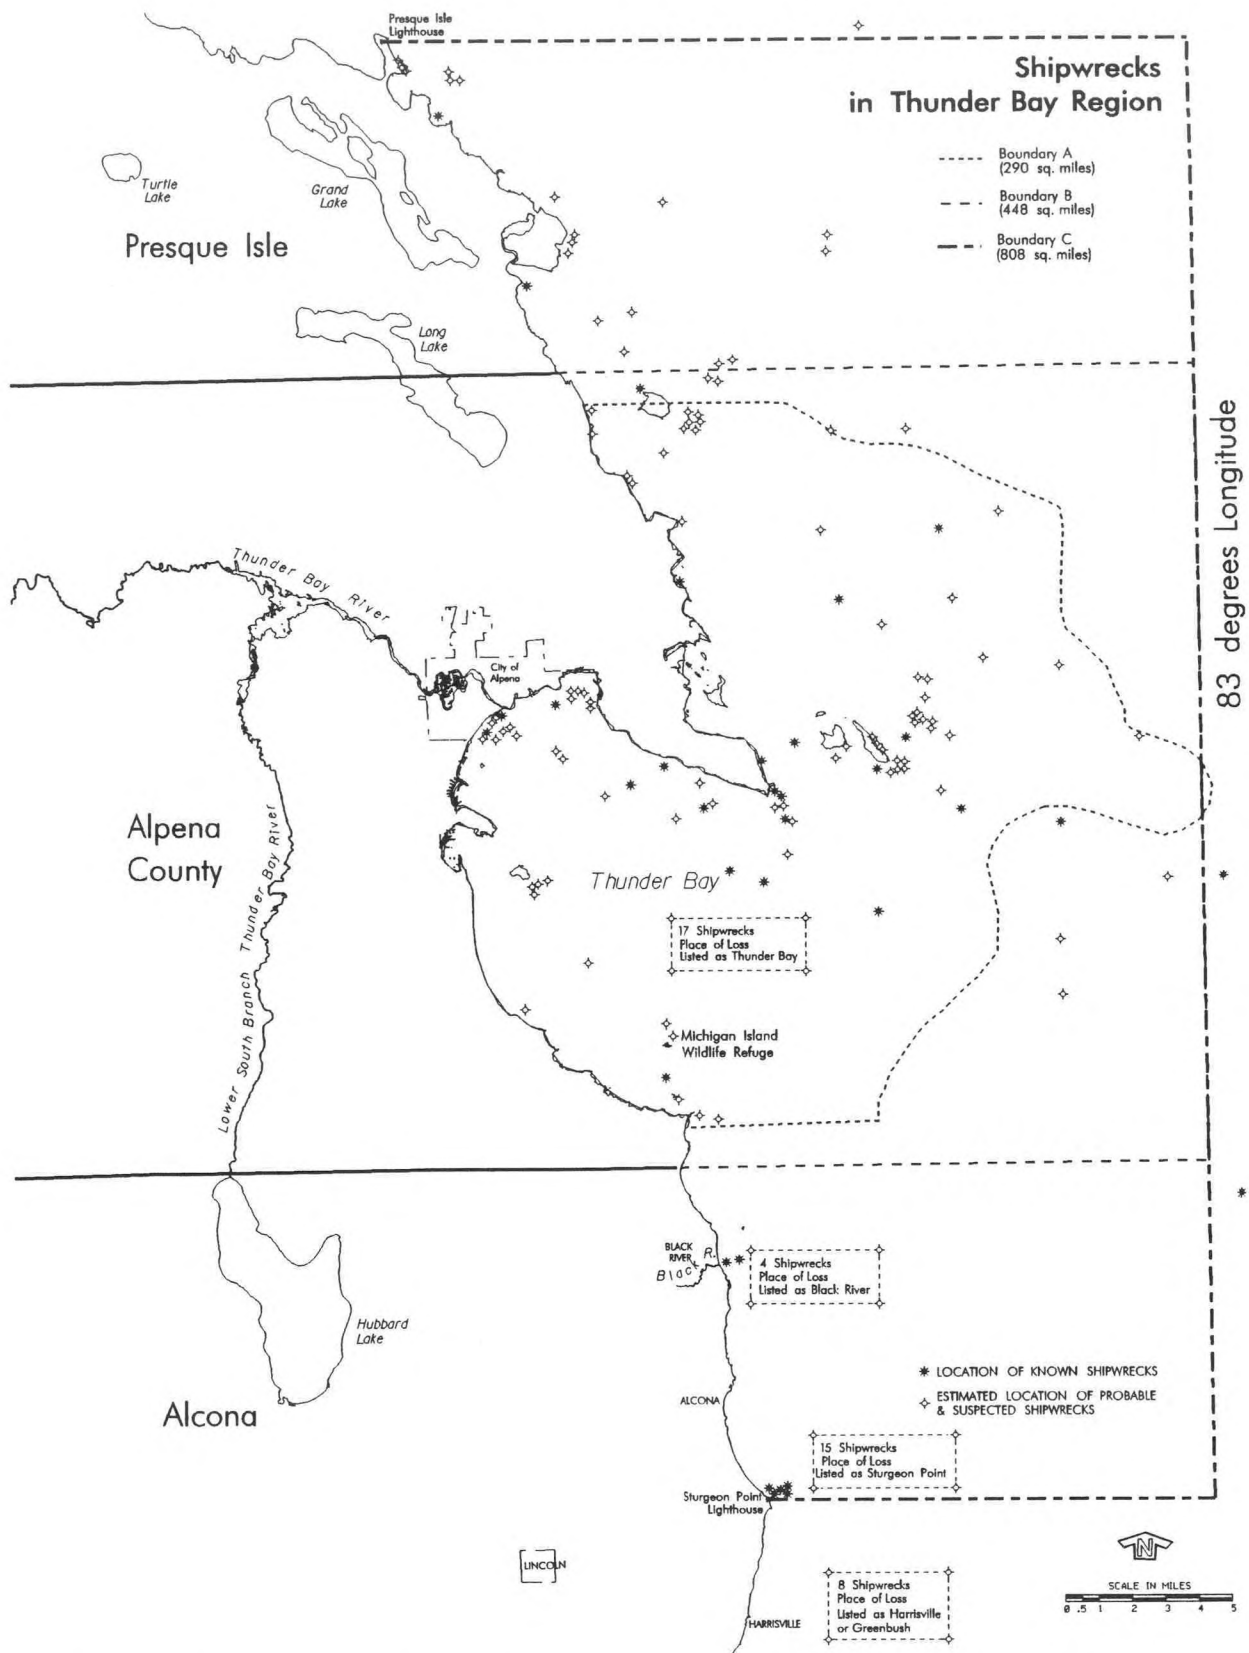 Presque Isle
Lighthouse
Shipwrecks
in Thunder Bay Region
Boundary A
(290 sq. miles)
Boundary B
(448 sq. miles)
Boundary C
(808 sq. miles)
Turtle
Lake
Grand
Lake
Presque Isle
Long
Lake
83 degrees Longitude
Thunder Bay River
City of
Alpena
Alpena
County
Lower South Branch Thunder Bay River
Thunder Bay
17 Shipwrecks
Place of Loss
Listed as Thunder Bay
Michigan Island
Wildlife Refuge
BLACK
RIVER
Black R.
4 Shipwrecks
Place of Loss
Listed as Black River
Hubbard
Lake
LOCATION OF KNOWN SHIPWRECKS
ESTIMATED LOCATION OF PROBABLE
& SUSPECTED SHIPWRECKS
ALCONA
Alcona
15 Shipwrecks
Place of Loss
Listed as Sturgeon Point
Sturgeon Point
Lighthouse
LINCOLN
N
8 Shipwrecks
Place of Loss
Listed as Harrisville
or Greenbush
HARRISVILLE
SCALE IN MILES
0 .5 1 2 3 4 5